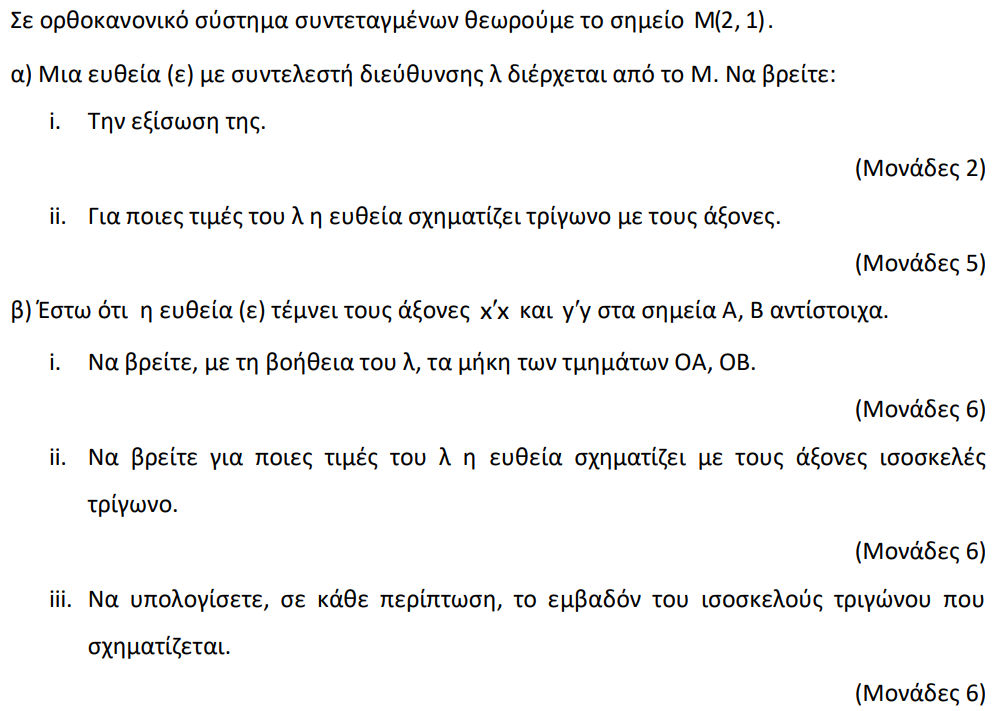 Σε ορθοκανονικό σύστημα συντεταγμένων θεωρούμε το σημείο Μ(2, 1).
α) Μια ευθεία (ε) με συντελεστή διεύθυνσης λ διέρχεται από το Μ. Να βρείτε:
i. Την εξίσωση της.
(Μονάδες 2)
ii. Για ποιες τιμές του λ η ευθεία σχηματίζει τρίγωνο με τους άξονες.
(Μονάδες 5)
β) Έστω ότι η ευθεία (ε) τέμνει τους άξονες x′x και y′y στα σημεία Α, Β αντίστοιχα.
i. Να βρείτε, με τη βοήθεια του λ, τα μήκη των τμημάτων ΟΑ, ΟΒ.
(Μονάδες 6)
ii. Να βρείτε για ποιες τιμές του λ η ευθεία σχηματίζει με τους άξονες ισοσκελές
τρίγωνο.
(Μονάδες 6)
iii. Να υπολογίσετε, σε κάθε περίπτωση, το εμβαδόν του ισοσκελούς τριγώνου που
σχηματίζεται.
(Μονάδες 6)